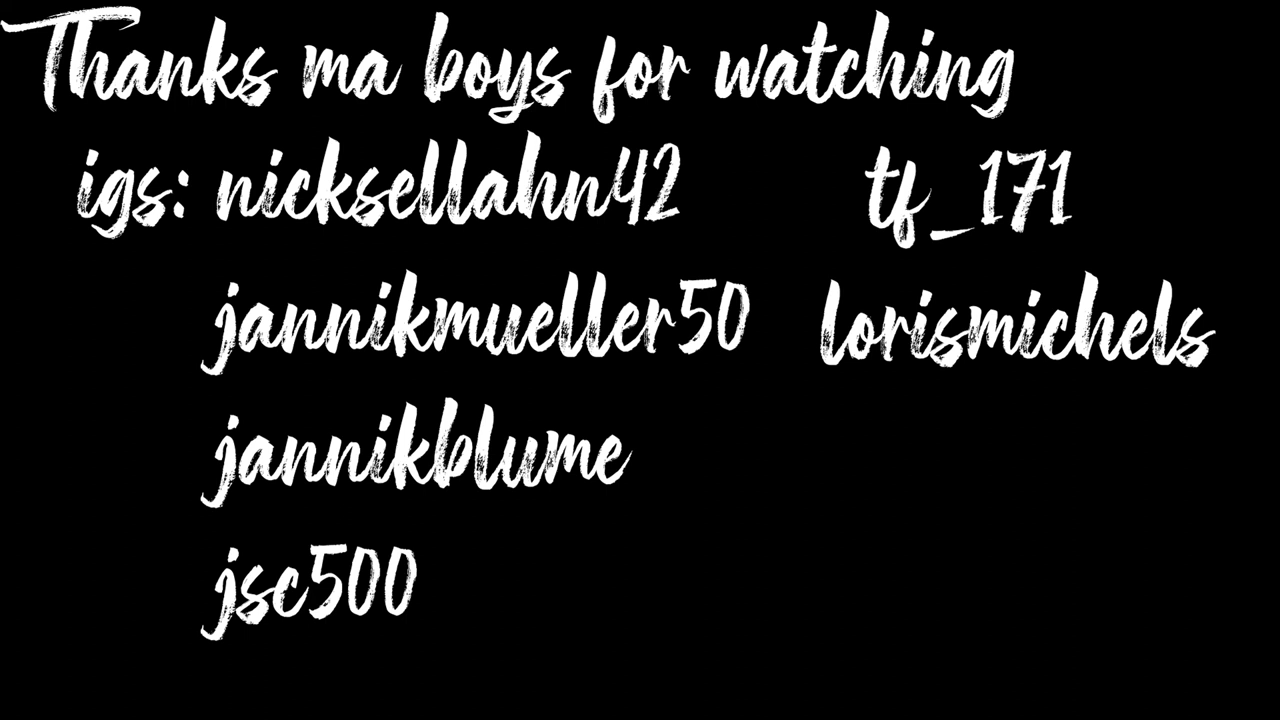 Thanks ma boys for watching
igs: nicksellahn42 tf_171
jannikmueller50 lorismichels
jannikblume
jsc500